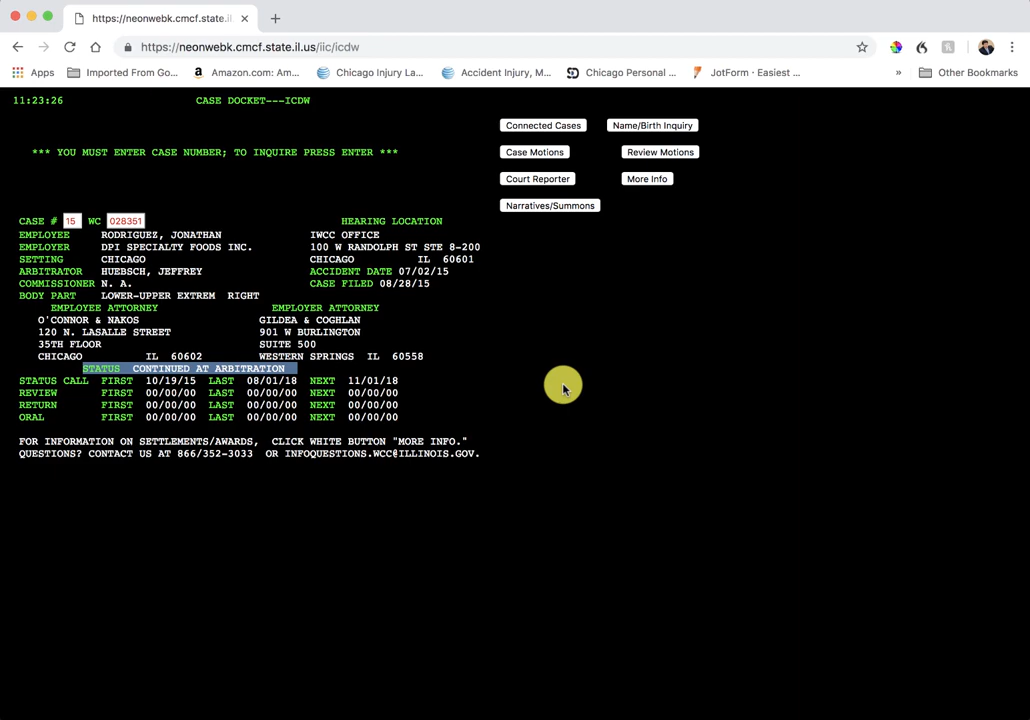 https://neonwebk.cmcf.state.il.
https://neonwebk.cmcf.state.il.us/iic/icdw
Apps Imported From Go... Amazon.com: Am... Chicago Injury La... Accident Injury, M... Chicago Personal ... JotForm · Easiest ... » Other Bookmarks
11:23:26 CASE DOCKET---ICDW
Connected Cases Name/Birth Inquiry
*** YOU MUST ENTER CASE NUMBER; TO INQUIRE PRESS ENTER ***
Case Motions Review Motions
Court Reporter More Info
Narratives/Summons
CASE # 15 WC 028351 HEARING LOCATION
EMPLOYEE RODRIGUEZ, JONATHAN IWCC OFFICE
EMPLOYER DPI SPECIALTY FOODS INC. 100 W RANDOLPH ST STE 8-200
SETTING CHICAGO CHICAGO IL 60601
ARBITRATOR HUEBSCH, JEFFREY ACCIDENT DATE 07/02/15
COMMISSIONER N. A. CASE FILED 08/28/15
BODY PART LOWER-UPPER EXTREM RIGHT
EMPLOYEE ATTORNEY EMPLOYER ATTORNEY
O'CONNOR & NAKOS GILDEA & COGHLAN
120 N. LASALLE STREET 901 W BURLINGTON
35TH FLOOR SUITE 500
CHICAGO IL 60602 WESTERN SPRINGS IL 60558
STATUS CONTINUED AT ARBITRATION
STATUS CALL FIRST 10/19/15 LAST 08/01/18 NEXT 11/01/18
REVIEW FIRST 00/00/00 LAST 00/00/00 NEXT 00/00/00
RETURN FIRST 00/00/00 LAST 00/00/00 NEXT 00/00/00
ORAL FIRST 00/00/00 LAST 00/00/00 NEXT 00/00/00
FOR INFORMATION ON SETTLEMENTS/AWARDS, CLICK WHITE BUTTON "MORE INFO."
QUESTIONS? CONTACT US AT 866/352-3033 OR INFOQUESTIONS.WCC@ILLINOIS.GOV.